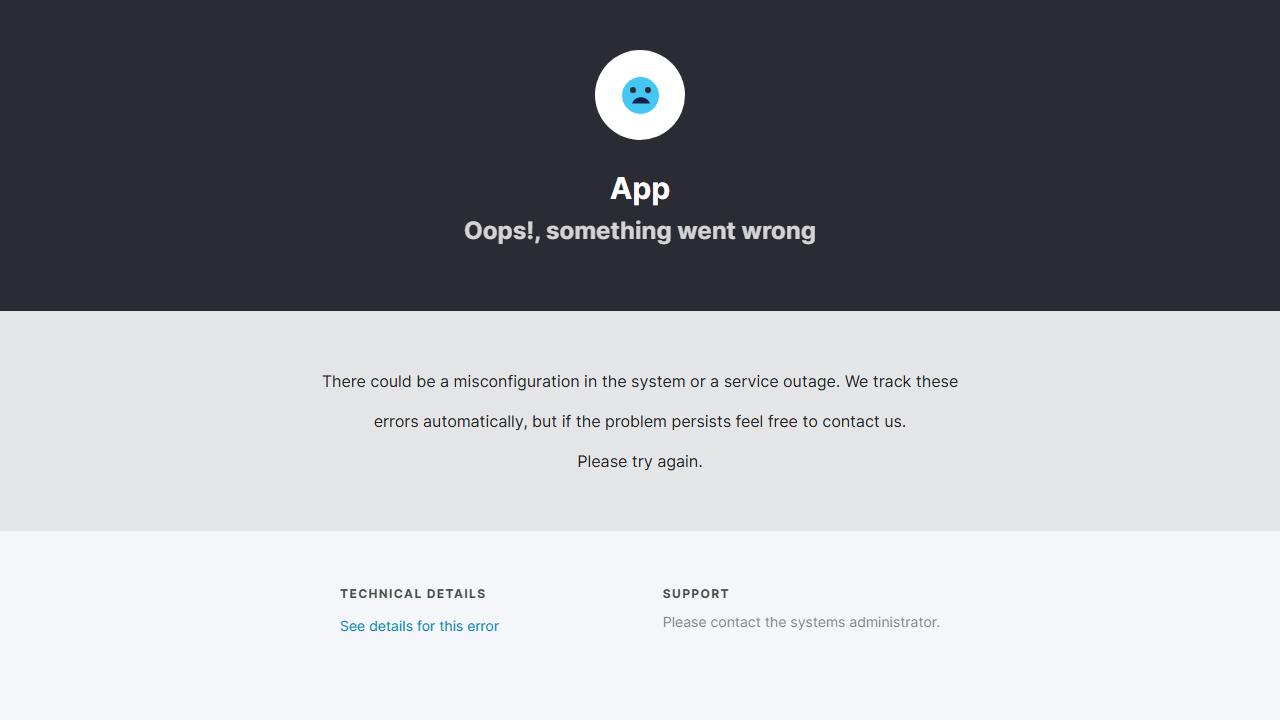 App
Oops!, something went wrong
There could be a misconfiguration in the system or a service outage. We track these
errors automatically, but if the problem persists feel free to contact us.
Please try again.
TECHNICAL DETAILS
See details for this error
SUPPORT
Please contact the systems administrator.